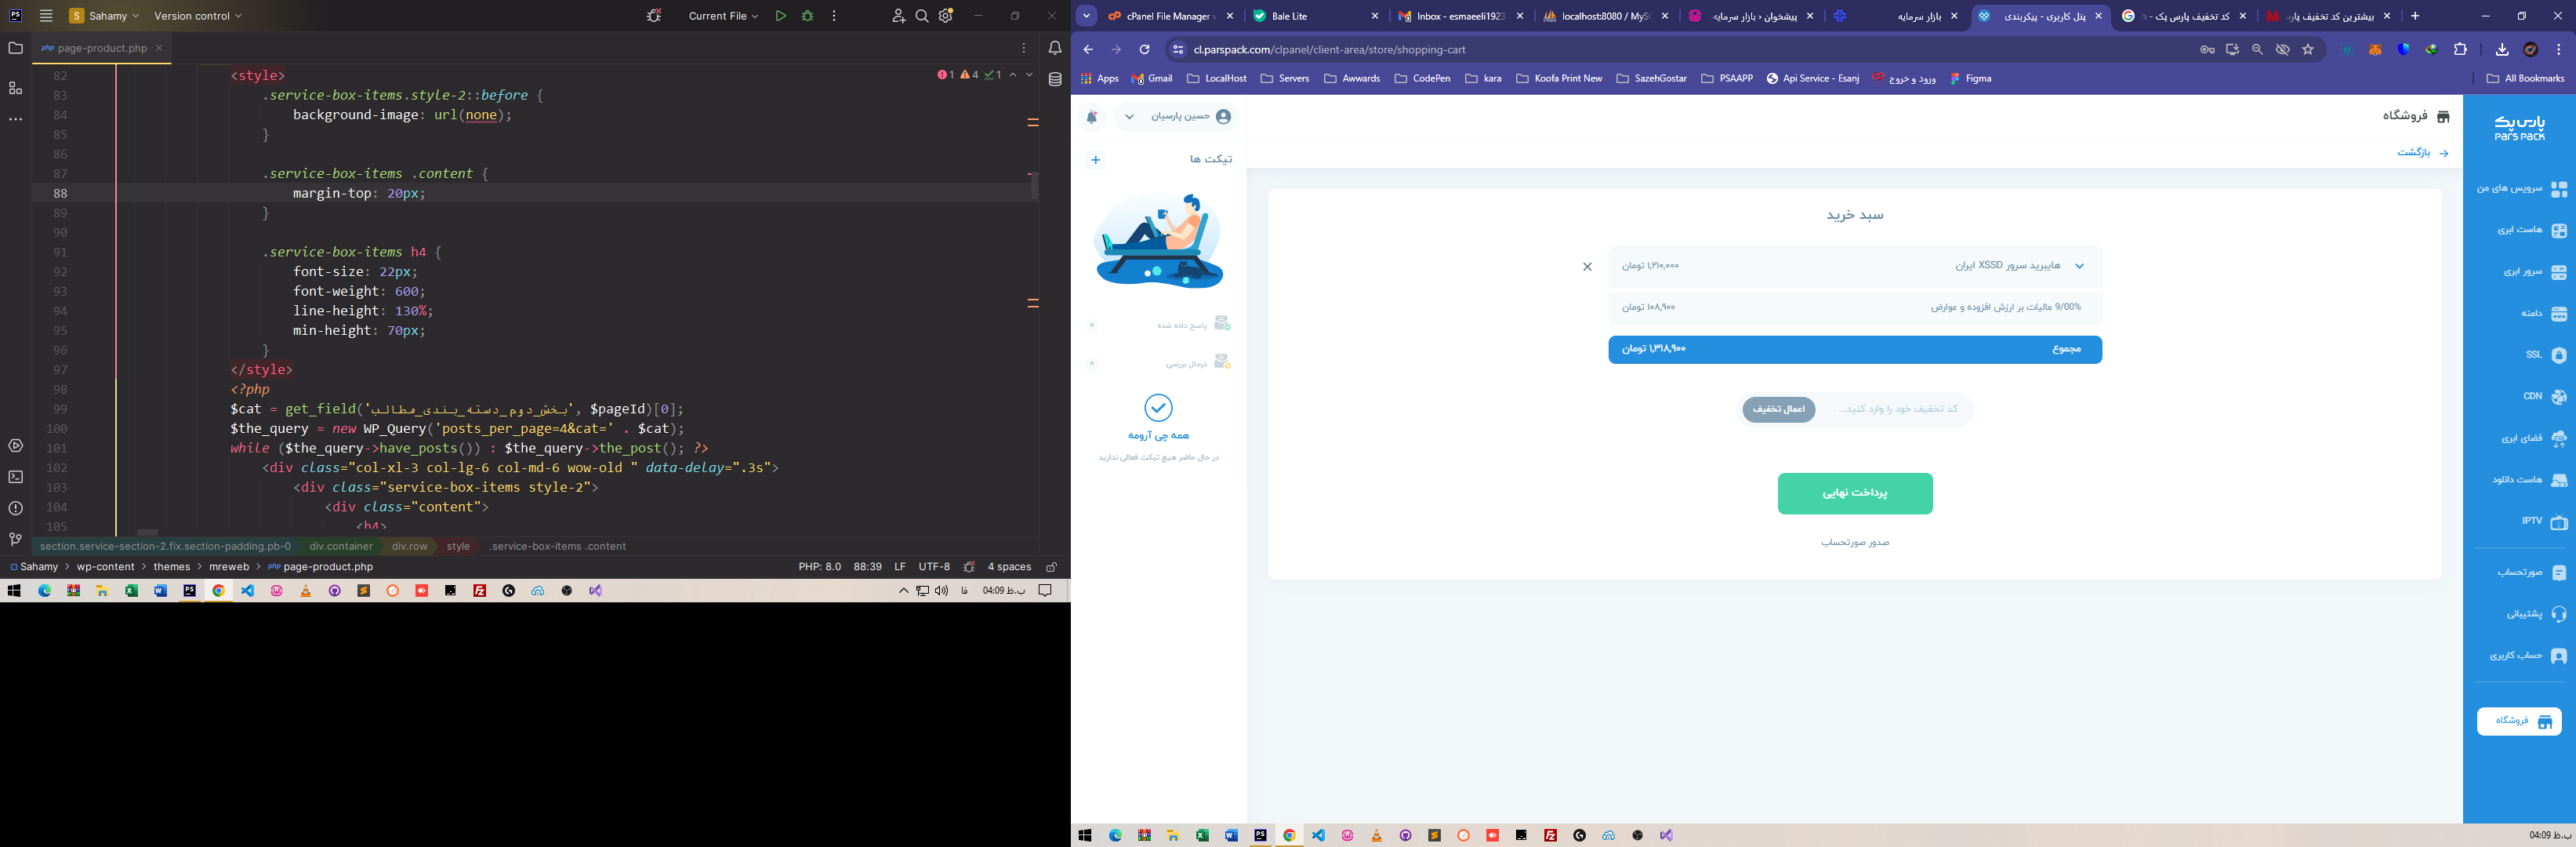 Sahamy
Version control
Current File
page-product.php
1 4 1
82 <style>
83 .service-box-items.style-2::before {
84 background-image: url(none);
85 }
86
87 .service-box-items .content {
88 margin-top: 20px;
89 }
90
91 .service-box-items h4 {
92 font-size: 22px;
93 font-weight: 600;
94 line-height: 130%;
95 min-height: 70px;
96 }
97 </style>
98 <?php
99 $cat = get_field('بخش_دوم_دسته_بندی_مطالب', $pageId)[0];
100 $the_query = new WP_Query('posts_per_page=4&cat=' . $cat);
101 while ($the_query->have_posts()) : $the_query->the_post(); ?>
102 <div class="col-xl-3 col-lg-6 col-md-6 wow-old " data-delay=".3s">
103 <div class="service-box-items style-2">
104 <div class="content">
105 <h4>
section.service-section-2.fix.section-padding.pb-0 div.container div.row style .service-box-items .content
Sahamy > wp-content > themes > mreweb > page-product.php
PHP: 8.0 88:39 LF UTF-8 4 spaces
فا
04:09 ب.ظ
cPanel File Manager
Bale Lite
Inbox - esmaeeli1923
localhost:8080 / MyS
پیشخوان ‹ بازار سرمایه
بازار سرمایه
پنل کاربری - پیکربندی
کد تخفیف پارس پک
بیشترین کد تخفیف پارس
cl.parspack.com/clpanel/client-area/store/shopping-cart
Apps
Gmail
LocalHost
Servers
Awwards
CodePen
kara
Koofa Print New
SazehGostar
PSAAPP
Api Service - Esanj
ورود و خروج
Figma
All Bookmarks
پارس پک
Pars Pack
فروشگاه
حسین پارسیان
بازگشت
تیکت ها
سرویس های من
هاست ابری
سرور ابری
دامنه
SSL
CDN
فضای ابری
هاست دانلود
IPTV
صورتحساب
پشتیبانی
حساب کاربری
فروشگاه
سبد خرید
هایبرید سرور XSSD ایران
۱,۲۱۰,۰۰۰ تومان
9/00% مالیات بر ارزش افزوده و عوارض
۱۰۸,۹۰۰ تومان
مجموع
۱,۳۱۸,۹۰۰ تومان
کد تخفیف خود را وارد کنید...
اعمال تخفیف
پرداخت نهایی
صدور صورتحساب
پاسخ داده شده
درحال بررسی
همه چی آرومه
در حال حاضر هیچ تیکت فعالی ندارید
04:09 ب.ظ